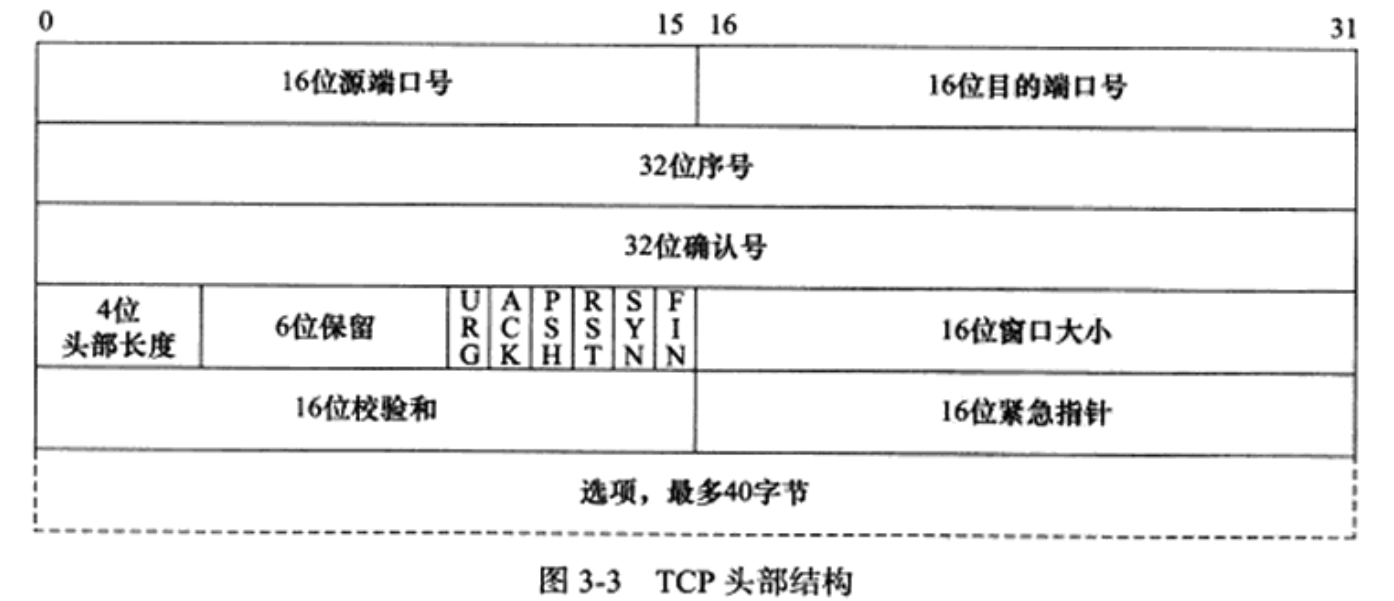 0 15 16 31
16位源端口号 16位目的端口号
32位序号
32位确认号
4位
头部长度
6位保留
URG
ACK
PSH
RST
SYN
FIN
16位窗口大小
16位校验和 16位紧急指针
选项，最多40字节
图 3-3 TCP 头部结构